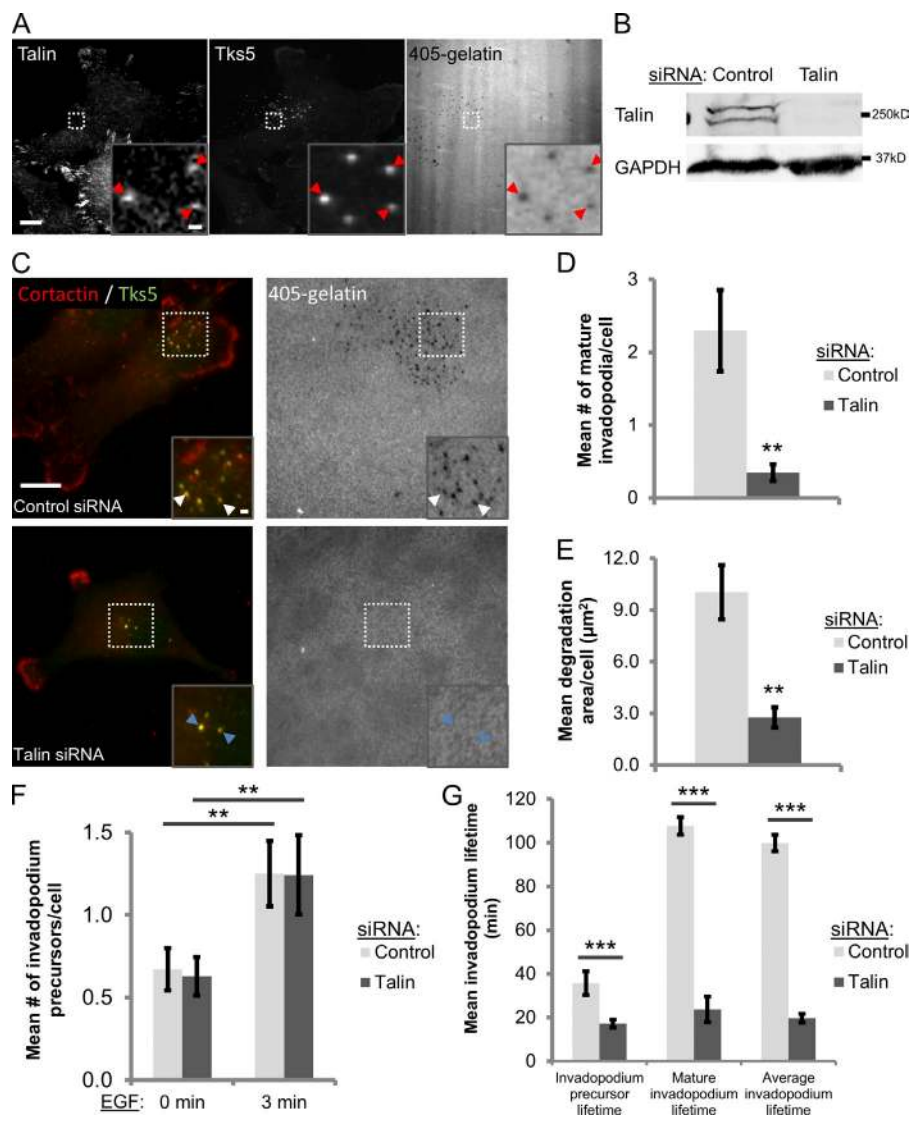 A
Talin
Tks5
405-gelatin
B
siRNA: Control Talin
Talin
250kD
GAPDH
37kD
C
Cortactin / Tks5
405-gelatin
Control siRNA
Talin siRNA
D
Mean # of mature
invadopodia/cell
3
2
1
0
**
siRNA:
Control
Talin
E
Mean degradation
area/cell (µm²)
12.0
9.0
6.0
3.0
0.0
**
siRNA:
Control
Talin
F
Mean # of invadopodium
precursors/cell
1.5
1.0
0.5
0.0
**
**
EGF: 0 min 3 min
siRNA:
Control
Talin
G
Mean invadopodium lifetime
(min)
120
100
80
60
40
20
0
***
***
***
Invadopodium
precursor
lifetime
Mature
invadopodium
lifetime
Average
invadopodium
lifetime
siRNA:
Control
Talin